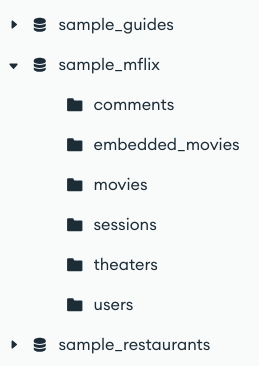 sample_guides
sample_mflix
comments
embedded_movies
movies
sessions
theaters
users
sample_restaurants